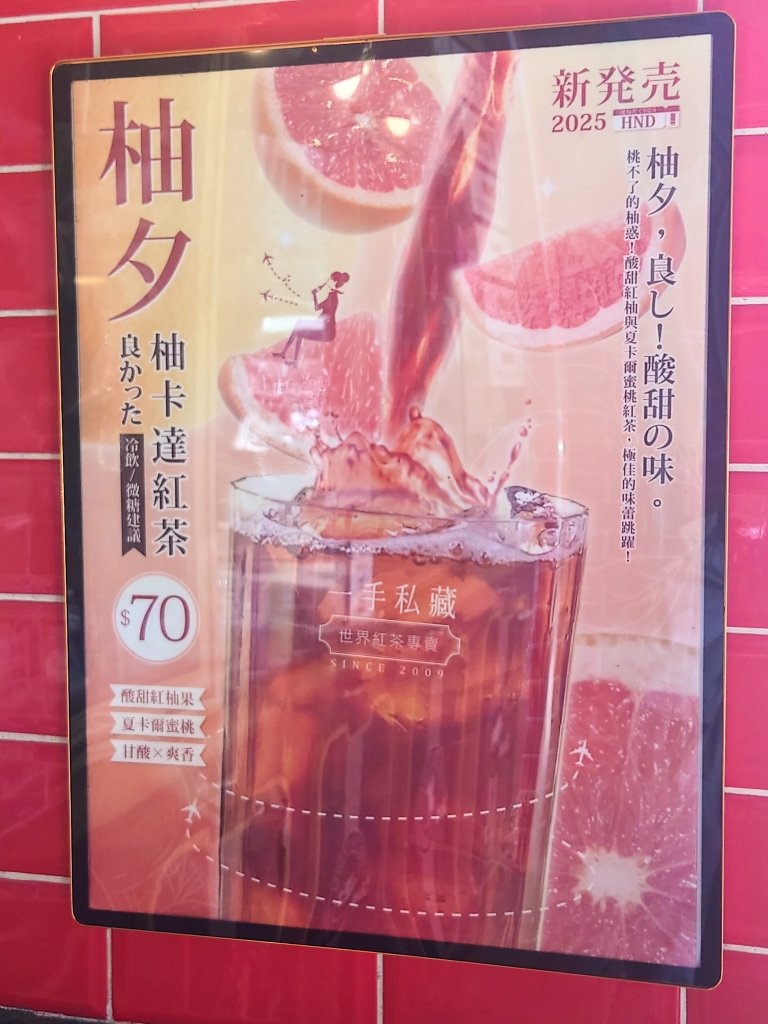 新発売
2025 HND
柚夕，良し！酸甜の味。
桃不了的柚惑！酸甜紅柚與夏卡爾蜜桃紅茶，極佳的味蕾跳躍！
柚夕
柚卡達紅茶
良かった
冷飲/微糖建議
$70
酸甜紅柚果
夏卡爾蜜桃
甘酸×爽香
一手私藏
世界紅茶專賣
SINCE 2009